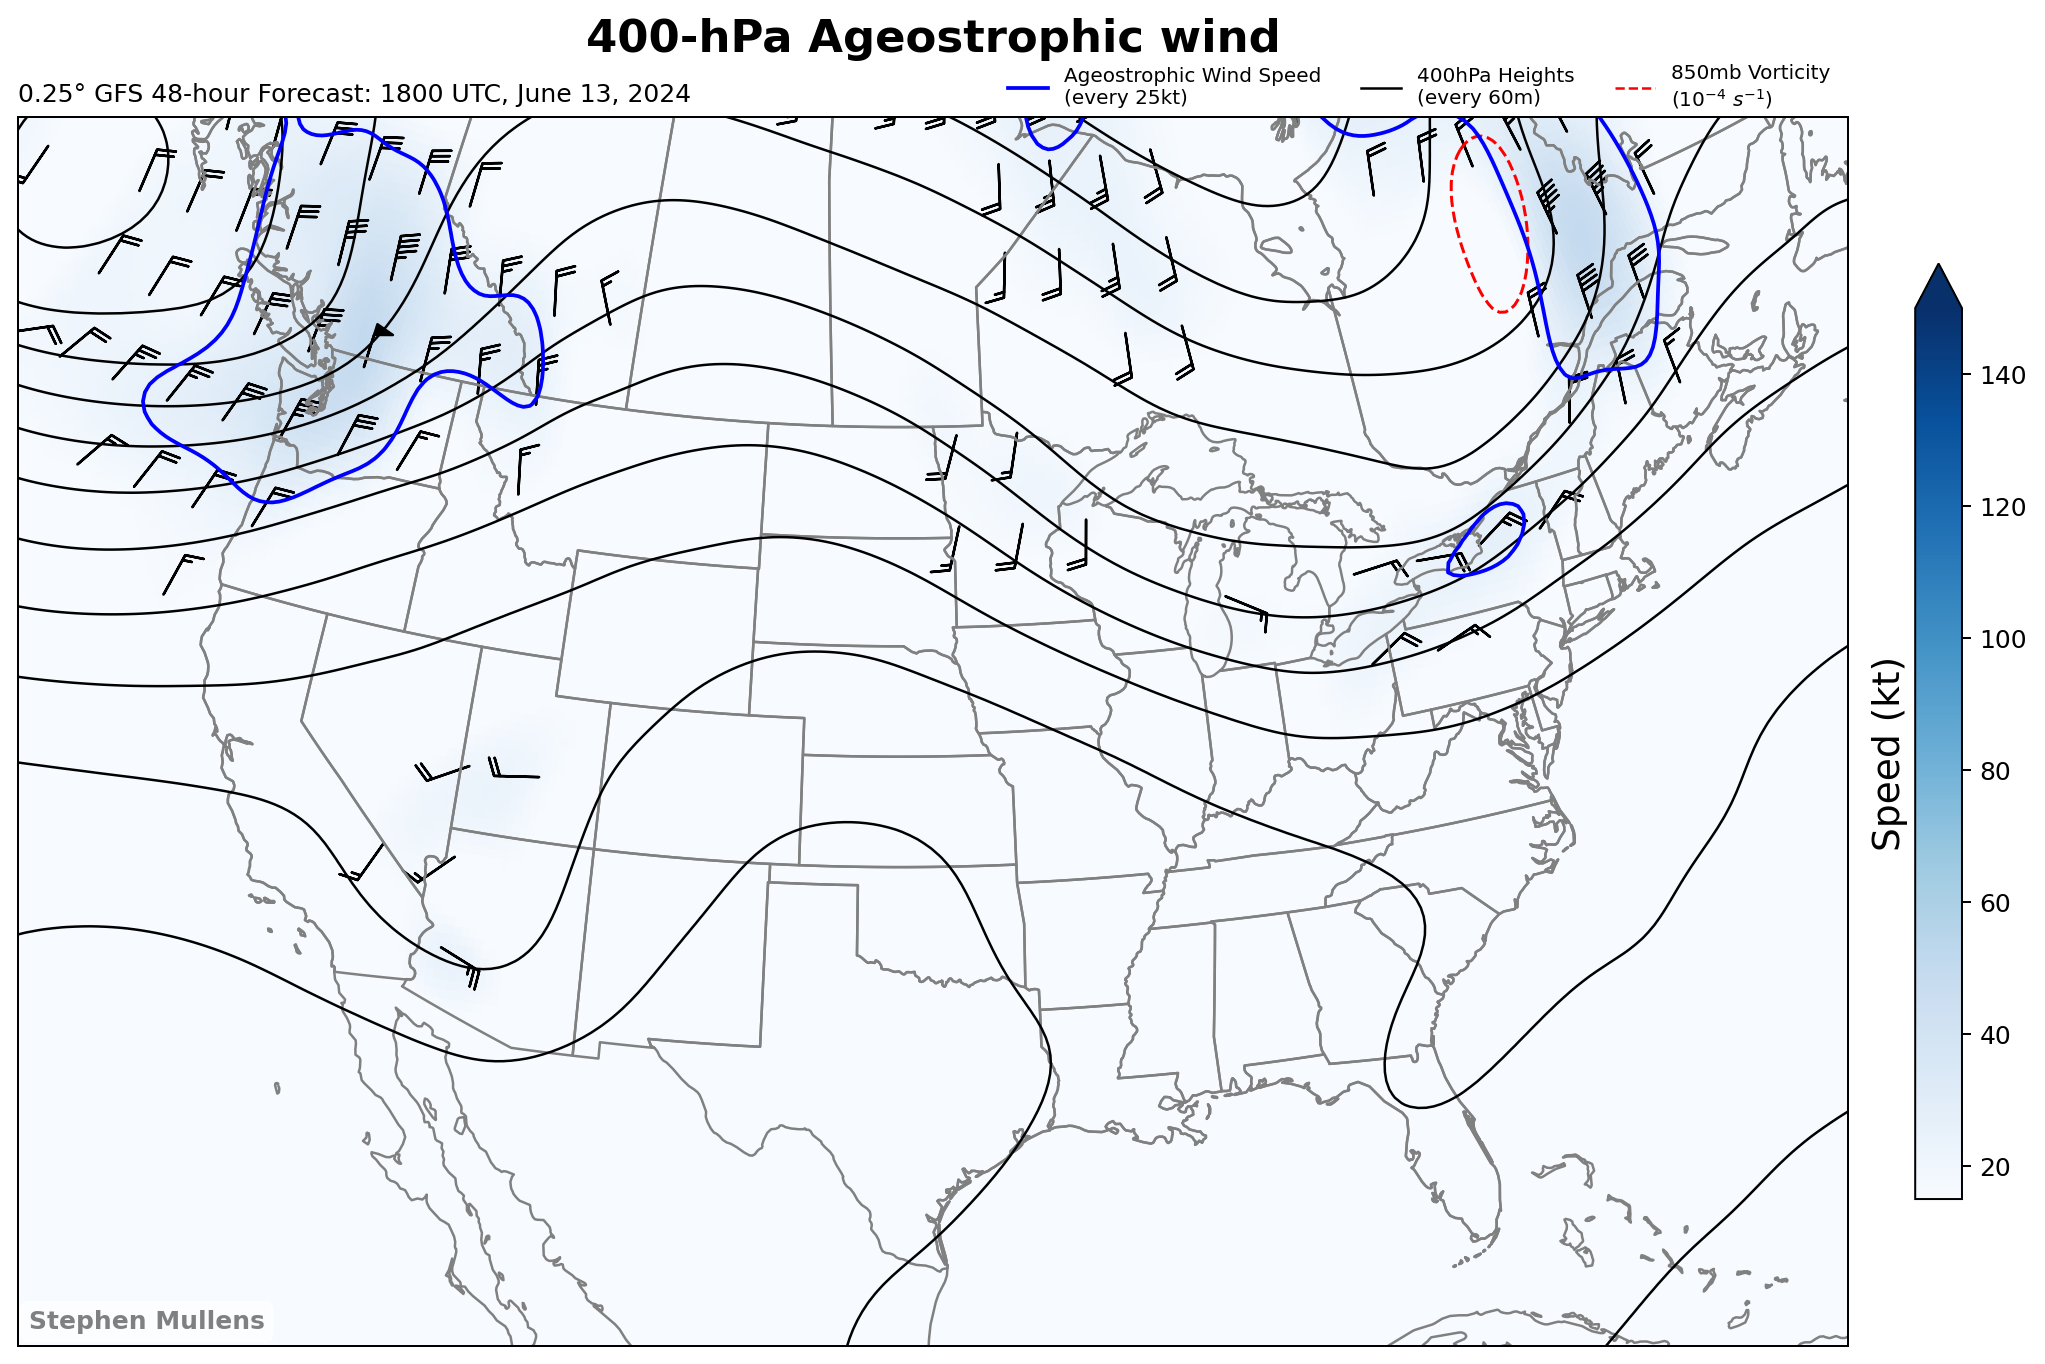 400-hPa Ageostrophic wind
0.25° GFS 48-hour Forecast: 1800 UTC, June 13, 2024
Ageostrophic Wind Speed
(every 25kt)
400hPa Heights
(every 60m)
850mb Vorticity
(10⁻⁴ s⁻¹)
140
120
100
80
60
40
20
Speed (kt)
Stephen Mullens